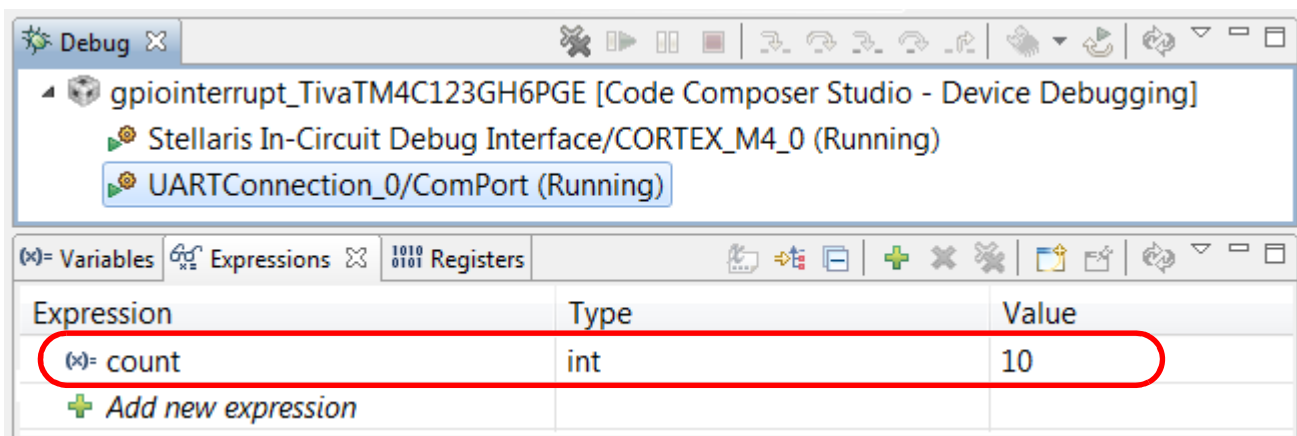 Debug
gpiointerrupt_TivaTM4C123GH6PGE [Code Composer Studio - Device Debugging]
Stellaris In-Circuit Debug Interface/CORTEX_M4_0 (Running)
UARTConnection_0/ComPort (Running)
(x)= Variables Expressions 1010 0101 Registers
Expression Type Value
(x)= count int 10
Add new expression